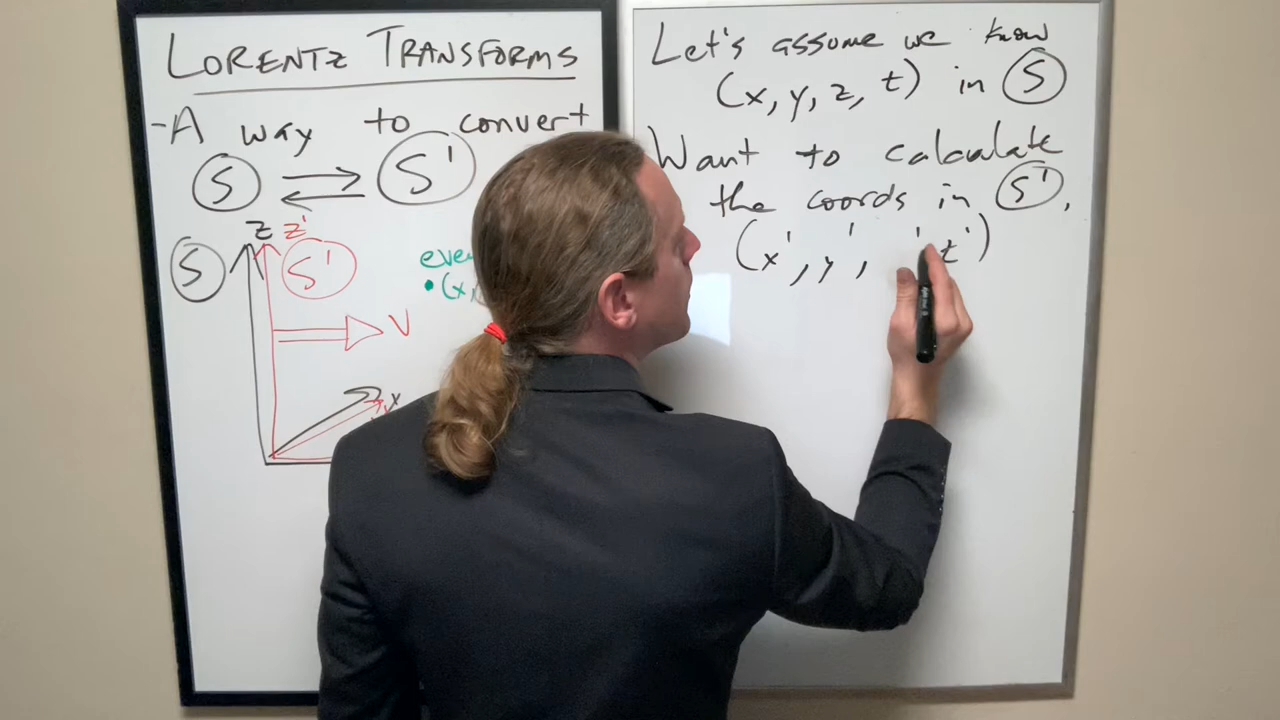 LORENTZ TRANSFORMS
-A way to convert
S ⇄ S'
z z'
S S'
V
x
(x,
Let's assume we know
(x, y, z, t) in S
Want to calculate
the coords in S',
(x', y', ' t')